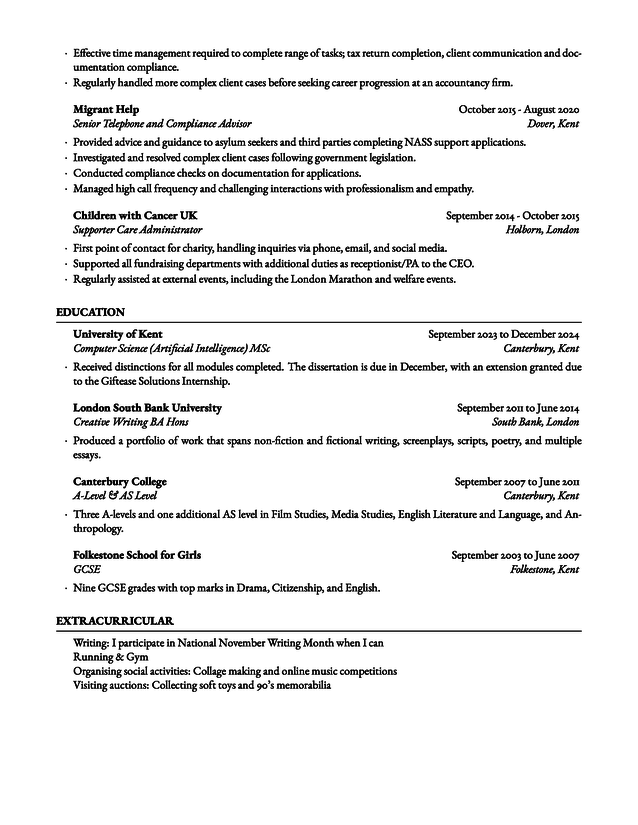 · Effective time management required to complete range of tasks; tax return completion, client communication and doc-
umentation compliance.
· Regularly handled more complex client cases before seeking career progression at an accountancy firm.
Migrant Help October 2015 - August 2020
Senior Telephone and Compliance Advisor Dover, Kent
· Provided advice and guidance to asylum seekers and third parties completing NASS support applications.
· Investigated and resolved complex client cases following government legislation.
· Conducted compliance checks on documentation for applications.
· Managed high call frequency and challenging interactions with professionalism and empathy.
Children with Cancer UK September 2014 - October 2015
Supporter Care Administrator Holborn, London
· First point of contact for charity, handling inquiries via phone, email, and social media.
· Supported all fundraising departments with additional duties as receptionist/PA to the CEO.
· Regularly assisted at external events, including the London Marathon and welfare events.
EDUCATION
University of Kent September 2023 to December 2024
Computer Science (Artificial Intelligence) MSc Canterbury, Kent
· Received distinctions for all modules completed. The dissertation is due in December, with an extension granted due
to the Giftease Solutions Internship.
London South Bank University September 2011 to June 2014
Creative Writing BA Hons South Bank, London
· Produced a portfolio of work that spans non-fiction and fictional writing, screenplays, scripts, poetry, and multiple
essays.
Canterbury College September 2007 to June 2011
A-Level & AS Level Canterbury, Kent
· Three A-levels and one additional AS level in Film Studies, Media Studies, English Literature and Language, and An-
thropology.
Folkestone School for Girls September 2003 to June 2007
GCSE Folkestone, Kent
· Nine GCSE grades with top marks in Drama, Citizenship, and English.
EXTRACURRICULAR
Writing: I participate in National November Writing Month when I can
Running & Gym
Organising social activities: Collage making and online music competitions
Visiting auctions: Collecting soft toys and 90's memorabilia